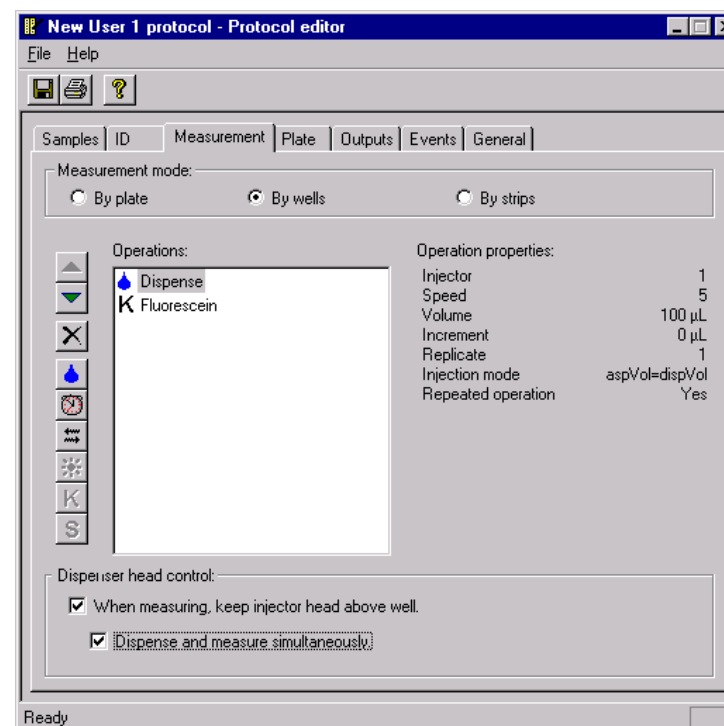 New User 1 protocol - Protocol editor
File Help
Samples ID Measurement Plate Outputs Events General
Measurement mode:
By plate By wells By strips
Operations:
Dispense
K Fluorescein
Operation properties:
Injector 1
Speed 5
Volume 100 µL
Increment 0 µL
Replicate 1
Injection mode aspVol=dispVol
Repeated operation Yes
K
S
Dispenser head control:
When measuring, keep injector head above well.
Dispense and measure simultaneously.
Ready